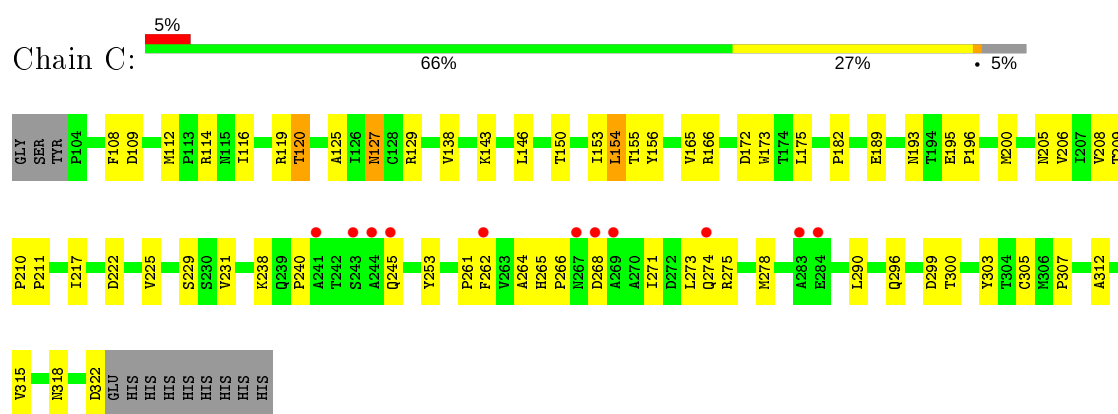 5%
Chain C:
66% 27% • 5%
GLY SER TYR P104 F108 D109 M112 P113 R114 N115 I116 R119 T120 A125 I126 N127 C128 R129 V138 K143 L146 T150 I153 L154 T155 Y156 V165 R166 D172 W173 T174 L175 P182 E189 N193 T194 E195 P196 M200 N205 V206 I207 V208 T209
P210 P211 I217 D222 V225 S229 S230 V231 K238 Q239 P240 A241 T242 S243 A244 Q245 Y253 P261 F262 V263 A264 H265 P266 N267 D268 A269 A270 I271 D272 L273 Q274 R275 M278 A283 E284 L290 Q296 D299 T300 Y303 T304 C305 M306 P307 A312
V315 N318 D322 GLU HIS HIS HIS HIS HIS HIS HIS HIS